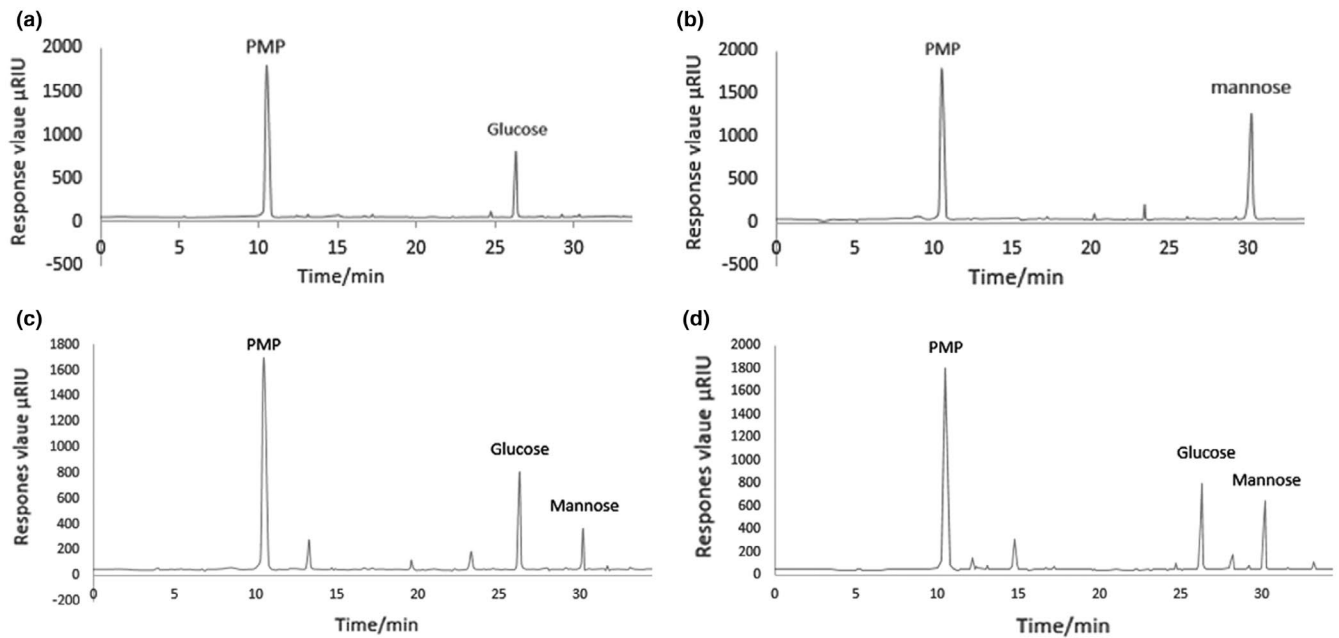 (a)
PMP
Glucose
Response vlaue µRIU
2000
1500
1000
500
0
-500
0 5 10 15 20 25 30
Time/min
(b)
PMP
mannose
Response vlaue µRIU
2000
1500
1000
500
0
-500
0 5 10 15 20 25 30
Time/min
(c)
PMP
Glucose
Mannose
Respones vlaue µRIU
1800
1600
1400
1200
1000
800
600
400
200
0
-200
0 5 10 15 20 25 30
Time/min
(d)
PMP
Glucose
Mannose
Respones vlaue µRIU
2000
1800
1600
1400
1200
1000
800
600
400
200
0
0 5 10 15 20 25 30
Time/min